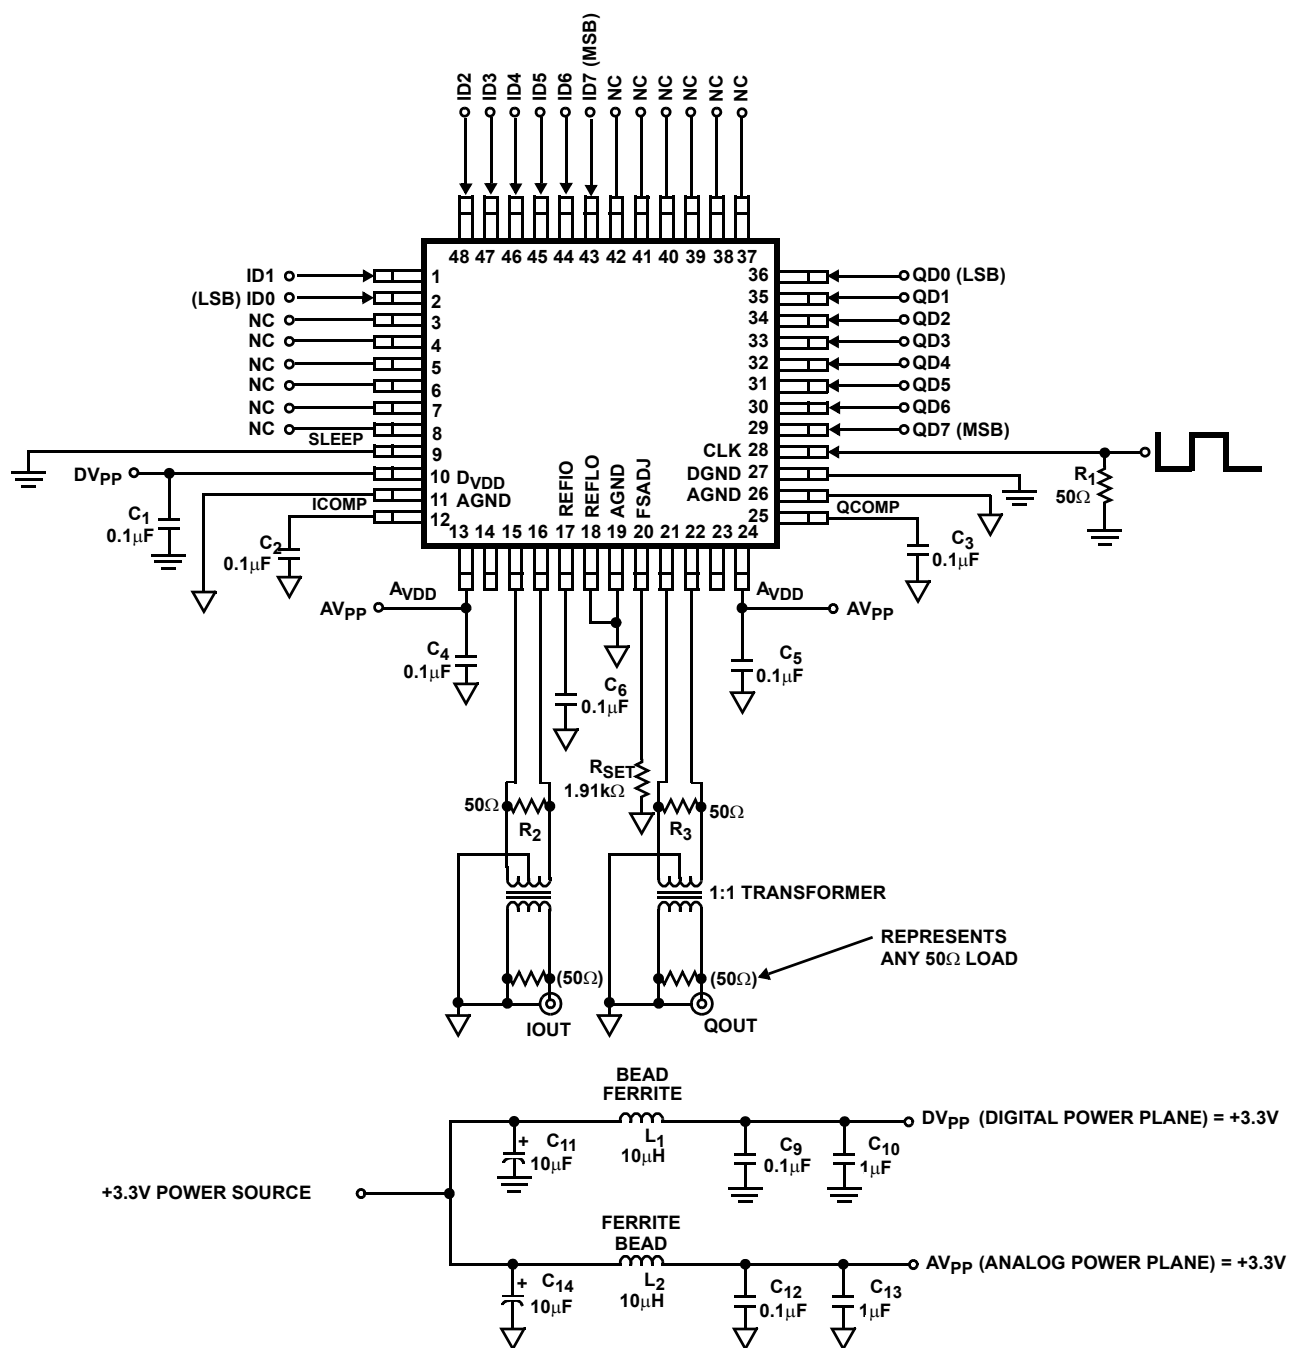 ID2
ID3
ID4
ID5
ID6
ID7 (MSB)
NC
NC
NC
NC
NC
NC
48 47 46 45 44 43 42 41 40 39 38 37
ID1
1
(LSB) ID0
2
NC
3
NC
4
NC
5
NC
6
NC
7
NC
8
SLEEP
9
DVPP
10 DVDD
11 AGND
ICOMP
12
36
QD0 (LSB)
35
QD1
34
QD2
33
QD3
32
QD4
31
QD5
30
QD6
29
QD7 (MSB)
CLK 28
DGND 27
AGND 26
25
QCOMP
R1
50Ω
REFIO
REFLO
AGND
FSADJ
13 14 15 16 17 18 19 20 21 22 23 24
C1
0.1µF
C2
0.1µF
C3
0.1µF
AVDD
AVPP
C4
0.1µF
AVDD
AVPP
C5
0.1µF
C6
0.1µF
RSET
1.91kΩ
50Ω
R2
R3
50Ω
1:1 TRANSFORMER
REPRESENTS
ANY 50Ω LOAD
(50Ω)
(50Ω)
IOUT
QOUT
BEAD
FERRITE
L1
10µH
+
C11
10µF
C9
0.1µF
C10
1µF
DVPP (DIGITAL POWER PLANE) = +3.3V
+3.3V POWER SOURCE
FERRITE
BEAD
L2
10µH
+
C14
10µF
C12
0.1µF
C13
1µF
AVPP (ANALOG POWER PLANE) = +3.3V